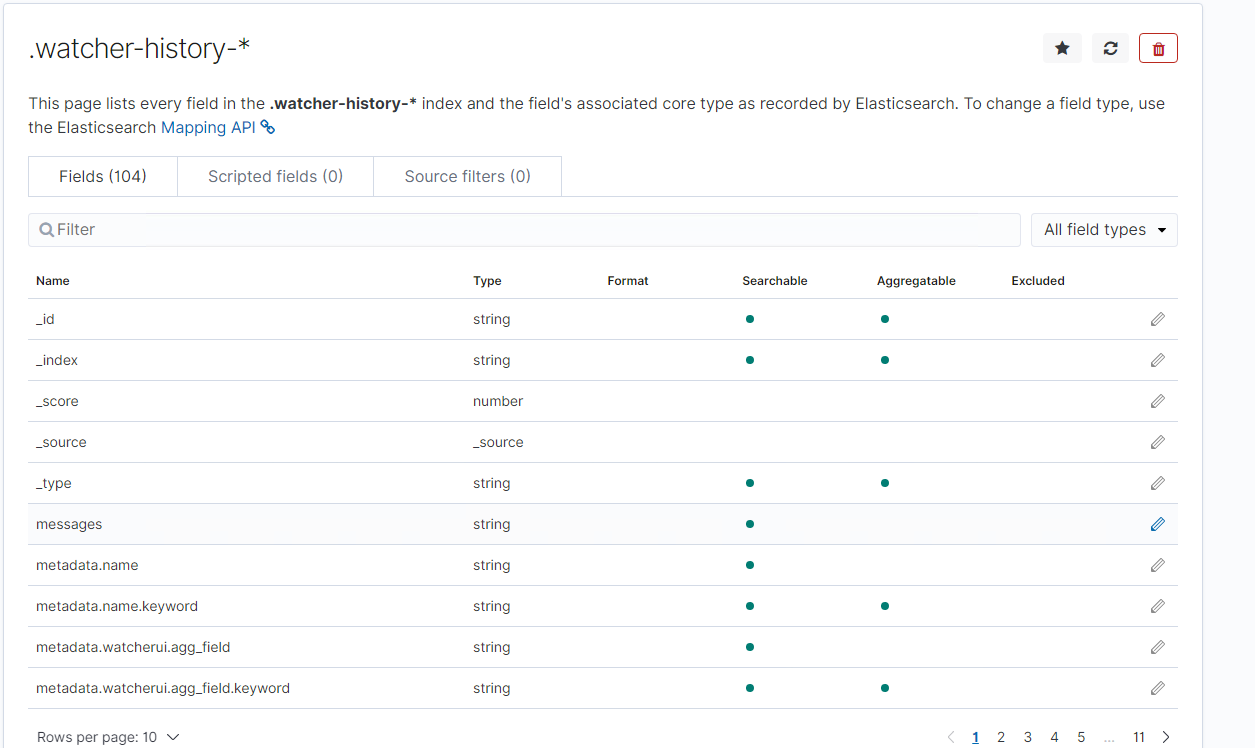 .watcher-history-*
This page lists every field in the .watcher-history-* index and the field's associated core type as recorded by Elasticsearch. To change a field type, use
the Elasticsearch Mapping API
Fields (104) Scripted fields (0) Source filters (0)
Filter All field types
Name Type Format Searchable Aggregatable Excluded
_id string
_index string
_score number
_source _source
_type string
messages string
metadata.name string
metadata.name.keyword string
metadata.watcherui.agg_field string
metadata.watcherui.agg_field.keyword string
Rows per page: 10 1 2 3 4 5 ... 11